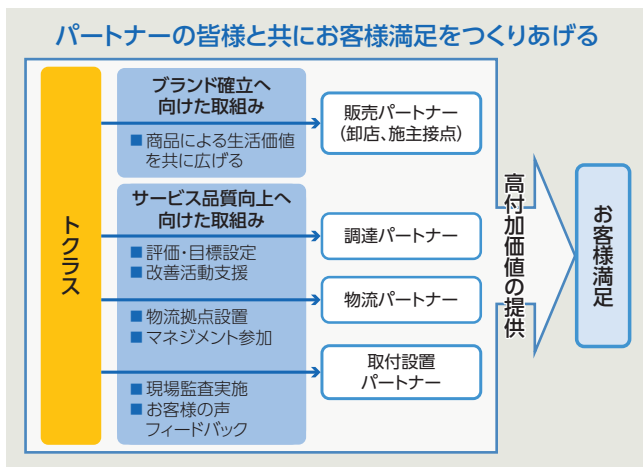 パートナーの皆様と共にお客様満足をつくりあげる
トクラス
ブランド確立へ
向けた取組み
■ 商品による生活価値
を共に広げる
販売パートナー
(卸店、施主接点)
サービス品質向上へ
向けた取組み
■ 評価・目標設定
■ 改善活動支援
調達パートナー
■ 物流拠点設置
■ マネジメント参加
物流パートナー
■ 現場監査実施
■ お客様の声
フィードバック
取付設置
パートナー
高付加価値の提供
お客様満足